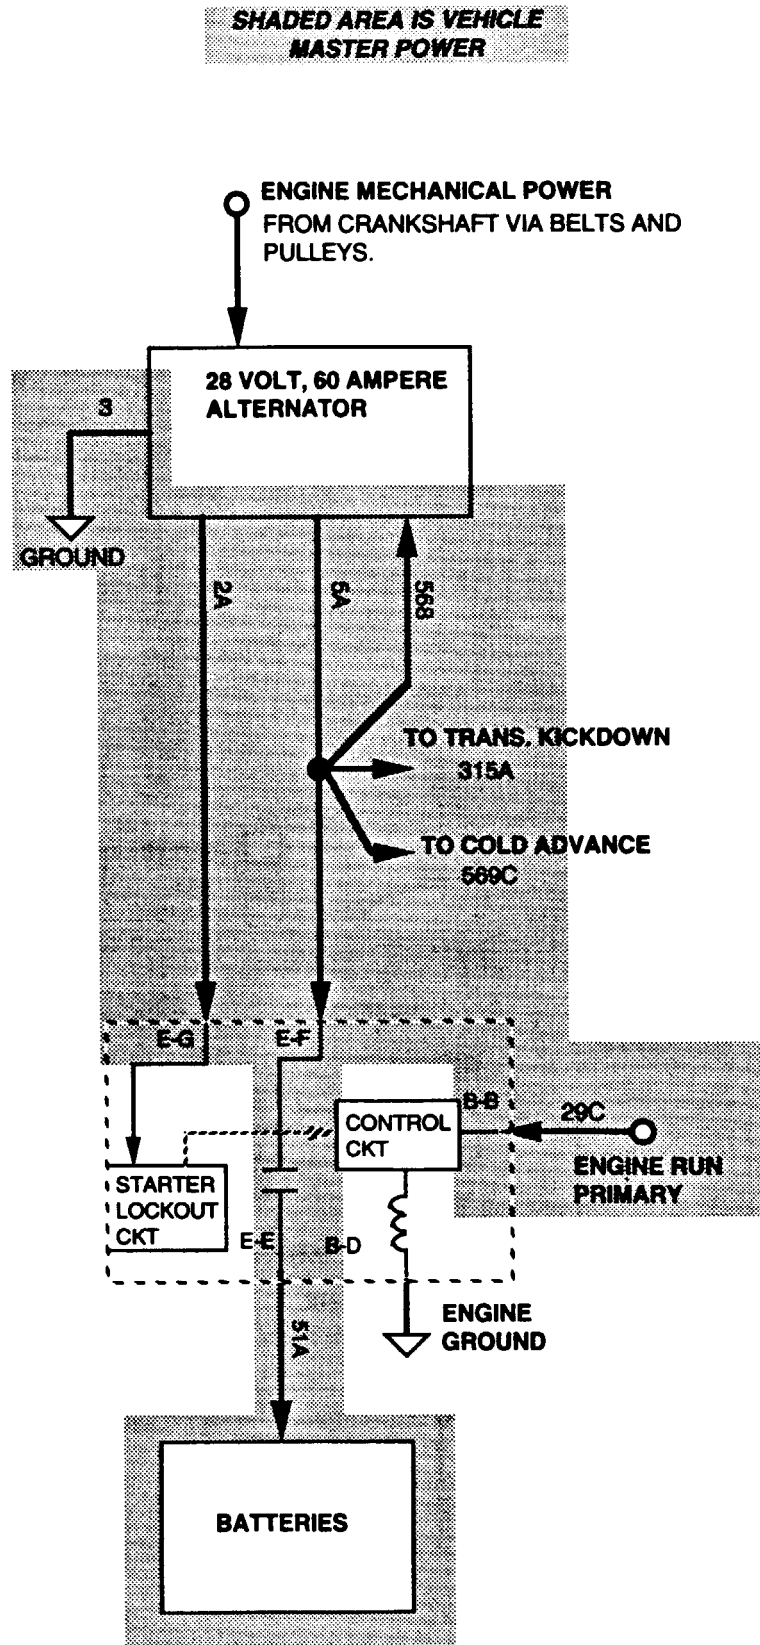 SHADED AREA IS VEHICLE
MASTER POWER
ENGINE MECHANICAL POWER
FROM CRANKSHAFT VIA BELTS AND
PULLEYS.
28 VOLT, 60 AMPERE
ALTERNATOR
3
GROUND
2A
5A
568
TO TRANS. KICKDOWN
315A
TO COLD ADVANCE
569C
E-G
E-F
B-B
29C
CONTROL
CKT
ENGINE RUN
PRIMARY
STARTER
LOCKOUT
CKT
E-E
B-D
51A
ENGINE
GROUND
BATTERIES